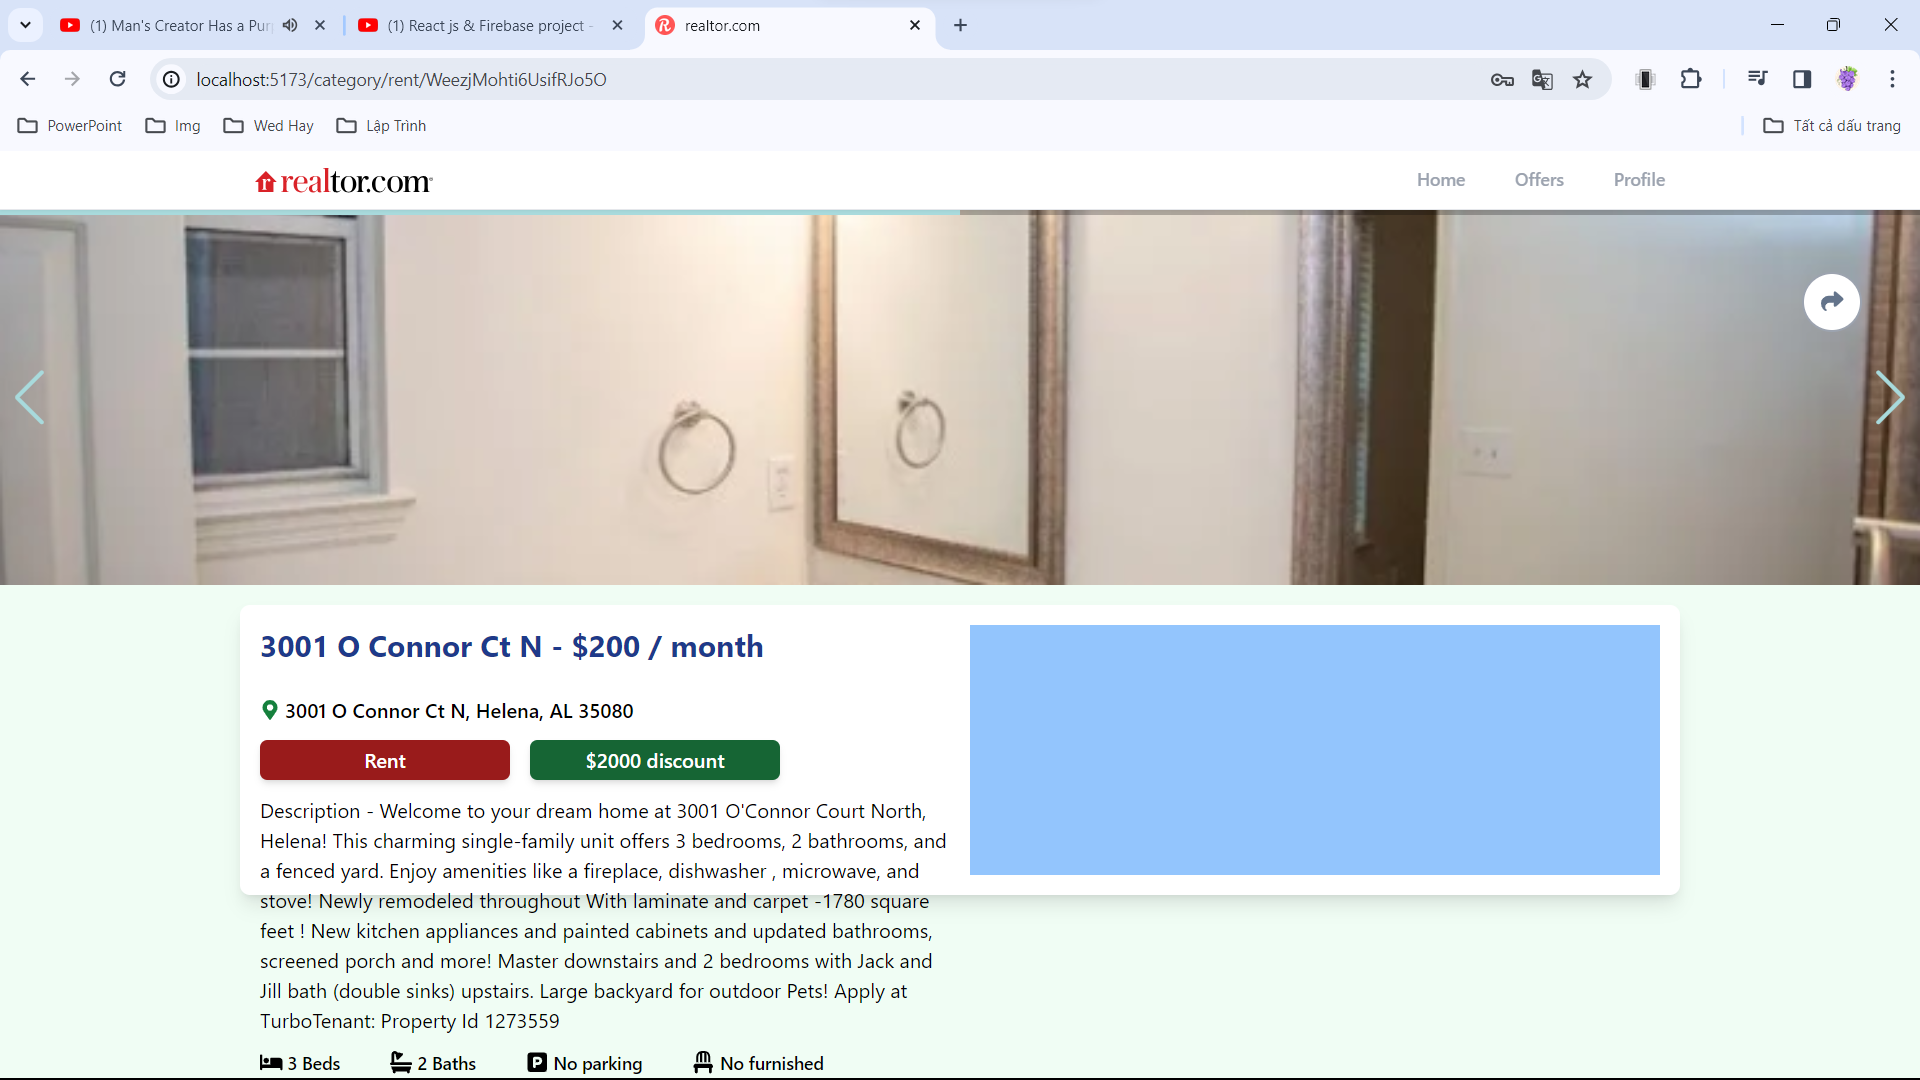 (1) Man's Creator Has a Pur
(1) React js & Firebase project -
realtor.com
localhost:5173/category/rent/WeezjMohti6UsifRJo5O
PowerPoint
Img
Wed Hay
Lập Trình
Tất cả dấu trang
realtor.com
Home
Offers
Profile
3001 O Connor Ct N - $200 / month
3001 O Connor Ct N, Helena, AL 35080
Rent
$2000 discount
Description - Welcome to your dream home at 3001 O'Connor Court North,
Helena! This charming single-family unit offers 3 bedrooms, 2 bathrooms, and
a fenced yard. Enjoy amenities like a fireplace, dishwasher , microwave, and
stove! Newly remodeled throughout With laminate and carpet -1780 square
feet ! New kitchen appliances and painted cabinets and updated bathrooms,
screened porch and more! Master downstairs and 2 bedrooms with Jack and
Jill bath (double sinks) upstairs. Large backyard for outdoor Pets! Apply at
TurboTenant: Property Id 1273559
3 Beds
2 Baths
No parking
No furnished